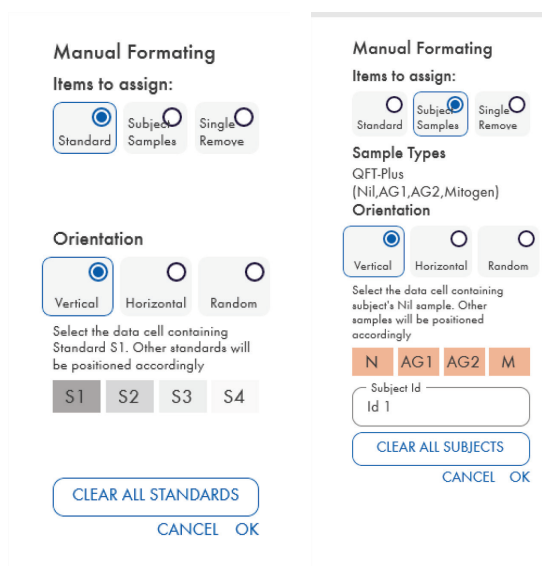 Manual Formating
Items to assign:
Standard
Subject Samples
Single Remove
Orientation
Vertical
Horizontal
Random
Select the data cell containing
Standard S1. Other standards will
be positioned accordingly
S1 S2 S3 S4
CLEAR ALL STANDARDS
CANCEL OK
Manual Formating
Items to assign:
Standard
Subject Samples
Single Remove
Sample Types
QFT-Plus
(Nil,AG1,AG2,Mitogen)
Orientation
Vertical
Horizontal
Random
Select the data cell containing
subject's Nil sample. Other
samples will be positioned
accordingly
N AG1 AG2 M
Subject Id
Id 1
CLEAR ALL SUBJECTS
CANCEL OK